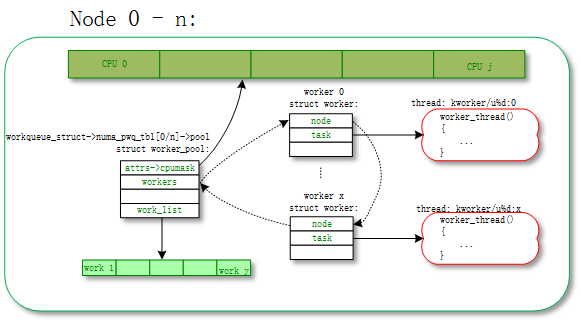 Node 0 - n:
CPU 0
CPU j
worker 0
struct worker:
thread: kworker/u%d:0
node
task
worker_thread()
{
...
}
workqueue_struct->numa_pwq_tbl[0/n]->pool
struct worker_pool:
attrs->cpumask
workers
work_list
...
worker x
struct worker:
thread: kworker/u%d:x
node
task
worker_thread()
{
...
}
work 1
work y